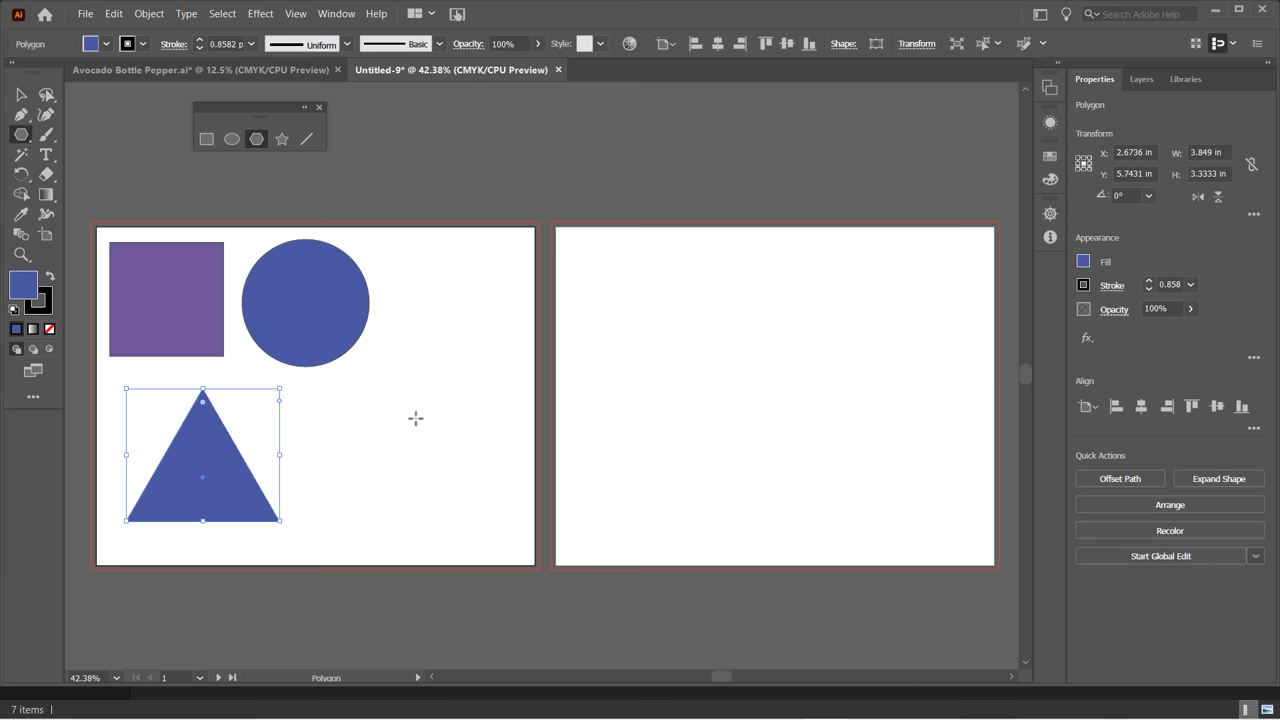 Ai File Edit Object Type Select Effect View Window Help Search Adobe Help
Polygon Stroke: 0.8582 p Uniform Basic Opacity: 100% Style: Shape: Transform
Avocado Bottle Pepper.ai* @ 12.5% (CMYK/CPU Preview) Untitled-9* @ 42.38% (CMYK/CPU Preview)
Properties Layers Libraries
Polygon
Transform
X: 2.6736 in W: 3.849 in
Y: 5.7431 in H: 3.3333 in
0°
Appearance
Fill
Stroke 0.858
Opacity 100%
fx.
Align
Quick Actions
Offset Path Expand Shape
Arrange
Recolor
Start Global Edit
42.38% 1 Polygon
7 items